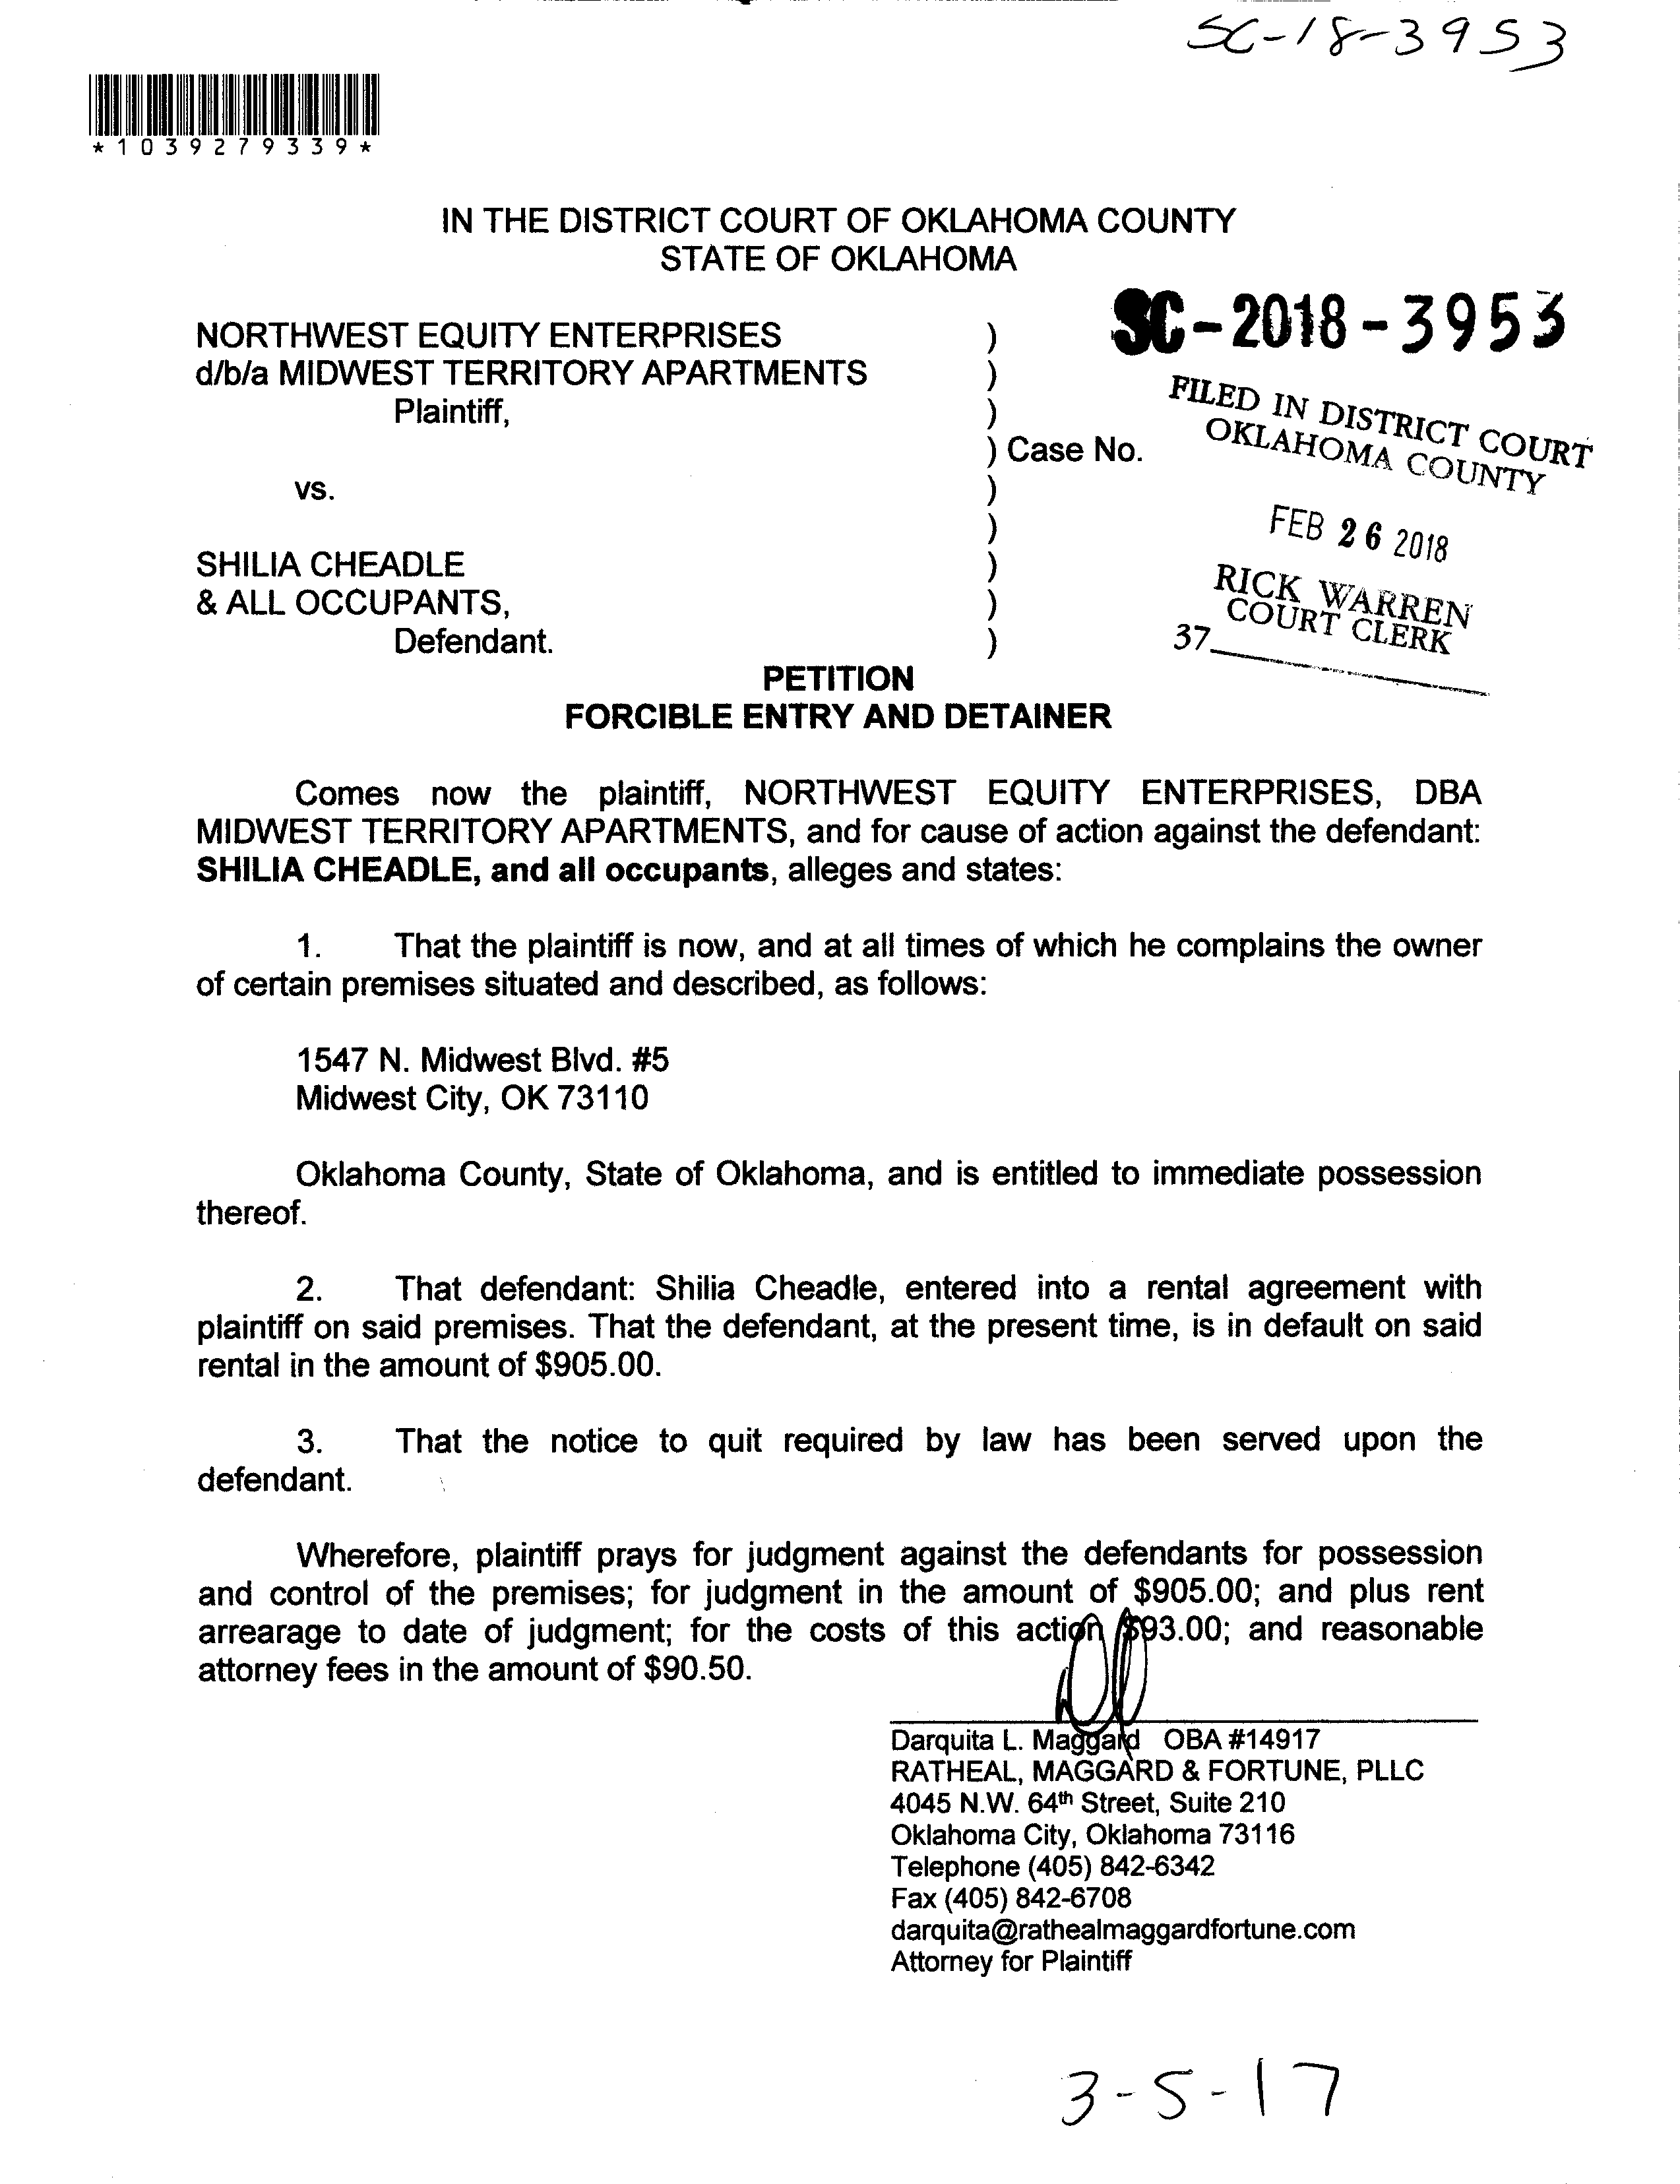 SC-18-3953
*1039279339*
IN THE DISTRICT COURT OF OKLAHOMA COUNTY
STATE OF OKLAHOMA
SC-2018-3953
NORTHWEST EQUITY ENTERPRISES )
d/b/a MIDWEST TERRITORY APARTMENTS )
Plaintiff, )
) Case No.
vs. )
)
SHILIA CHEADLE )
& ALL OCCUPANTS, )
Defendant. )
FILED IN DISTRICT COURT
OKLAHOMA COUNTY
FEB 26 2018
RICK WARREN
COURT CLERK
37
PETITION
FORCIBLE ENTRY AND DETAINER
Comes now the plaintiff, NORTHWEST EQUITY ENTERPRISES, DBA
MIDWEST TERRITORY APARTMENTS, and for cause of action against the defendant:
SHILIA CHEADLE, and all occupants, alleges and states:
1. That the plaintiff is now, and at all times of which he complains the owner
of certain premises situated and described, as follows:
1547 N. Midwest Blvd. #5
Midwest City, OK 73110
Oklahoma County, State of Oklahoma, and is entitled to immediate possession
thereof.
2. That defendant: Shilia Cheadle, entered into a rental agreement with
plaintiff on said premises. That the defendant, at the present time, is in default on said
rental in the amount of $905.00.
3. That the notice to quit required by law has been served upon the
defendant.
Wherefore, plaintiff prays for judgment against the defendants for possession
and control of the premises; for judgment in the amount of $905.00; and plus rent
arrearage to date of judgment; for the costs of this action $93.00; and reasonable
attorney fees in the amount of $90.50.
Darquita L. Maggard OBA #14917
RATHEAL, MAGGARD & FORTUNE, PLLC
4045 N.W. 64th Street, Suite 210
Oklahoma City, Oklahoma 73116
Telephone (405) 842-6342
Fax (405) 842-6708
darquita@rathealmaggardfortune.com
Attorney for Plaintiff
3-5-17